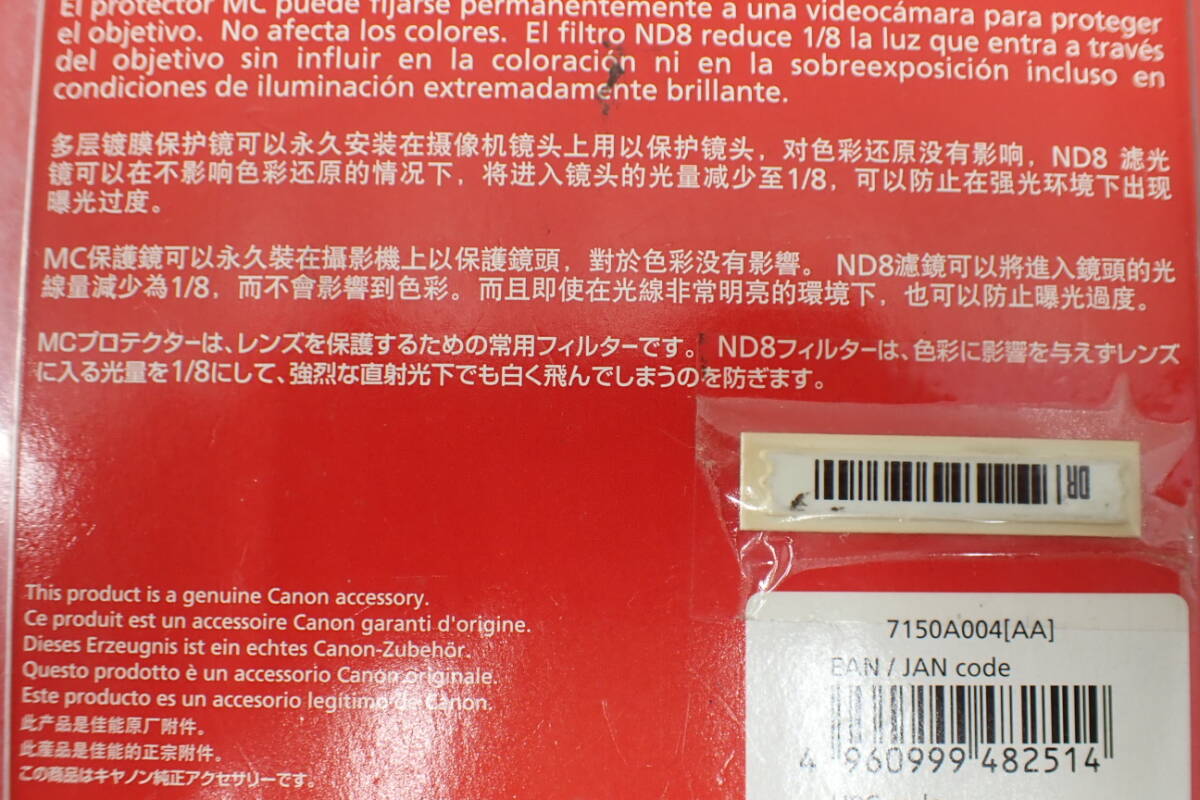 El protector MC puede fijarse permanentemente a una videocámara para proteger
el objetivo. No afecta los colores. El filtro ND8 reduce 1/8 la luz que entra a través
del objetivo sin influir en la coloración ni en la sobreexposición incluso en
condiciones de iluminación extremadamente brillante.
多层镀膜保护镜可以永久安装在摄像机镜头上用以保护镜头，对色彩还原没有影响，ND8 滤光
镜可以在不影响色彩还原的情况下，将进入镜头的光量减少至1/8，可以防止在强光环境下出现
曝光过度。
MC保護鏡可以永久裝在攝影機上以保護鏡頭，對於色彩没有影響。 ND8濾鏡可以將進入鏡頭的光
線量減少為1/8，而不會影響到色彩。而且即使在光線非常明亮的環境下，也可以防止曝光過度。
MCプロテクターは、レンズを保護するための常用フィルターです。 ND8フィルターは、色彩に影響を与えずレンズ
に入る光量を1/8にして、強烈な直射光下でも白く飛んでしまうのを防ぎます。
DR
This product is a genuine Canon accessory.
Ce produit est un accessoire Canon garanti d'origine.
Dieses Erzeugnis ist ein echtes Canon-Zubehör.
Questo prodotto è un accessorio Canon originale.
Este producto es un accesorio legítimo de Canon.
此产品是佳能原厂附件。
此産品是佳能的正宗附件。
この商品はキヤノン純正アクセサリーです。
7150A004[AA]
EAN / JAN code
4 960999 482514